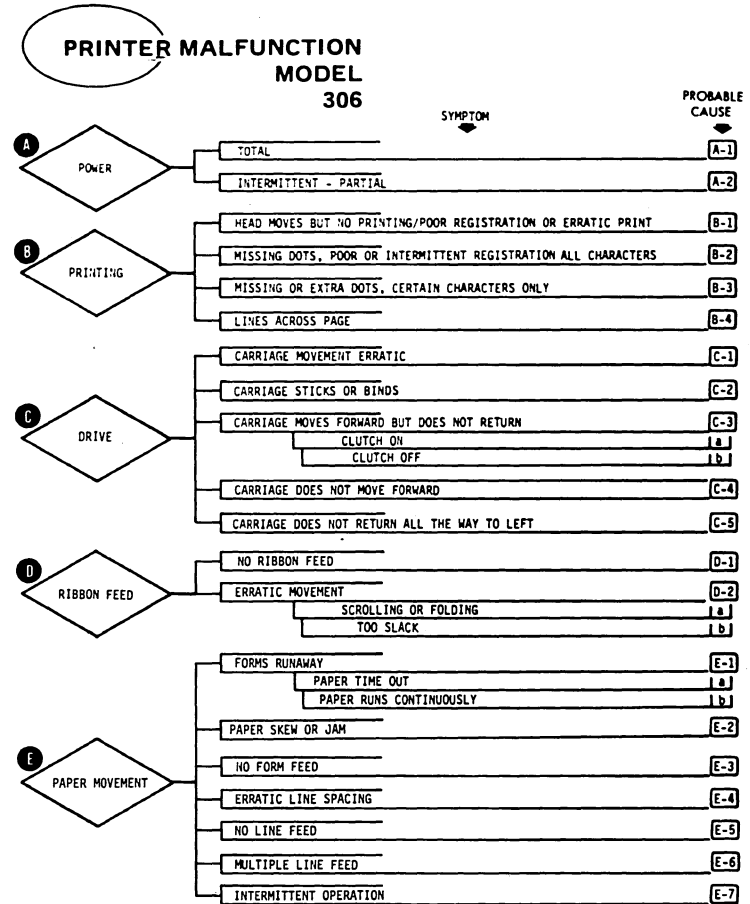 PRINTER MALFUNCTION
MODEL
306
SYMPTOM
PROBABLE
CAUSE
A
POWER
TOTAL A-1
INTERMITTENT - PARTIAL A-2
B
PRINTING
HEAD MOVES BUT NO PRINTING/POOR REGISTRATION OR ERRATIC PRINT B-1
MISSING DOTS, POOR OR INTERMITTENT REGISTRATION ALL CHARACTERS B-2
MISSING OR EXTRA DOTS, CERTAIN CHARACTERS ONLY B-3
LINES ACROSS PAGE B-4
C
DRIVE
CARRIAGE MOVEMENT ERRATIC C-1
CARRIAGE STICKS OR BINDS C-2
CARRIAGE MOVES FORWARD BUT DOES NOT RETURN C-3
CLUTCH ON a
CLUTCH OFF b
CARRIAGE DOES NOT MOVE FORWARD C-4
CARRIAGE DOES NOT RETURN ALL THE WAY TO LEFT C-5
D
RIBBON FEED
NO RIBBON FEED D-1
ERRATIC MOVEMENT D-2
SCROLLING OR FOLDING a
TOO SLACK b
E
PAPER MOVEMENT
FORMS RUNAWAY E-1
PAPER TIME OUT a
PAPER RUNS CONTINUOUSLY b
PAPER SKEW OR JAM E-2
NO FORM FEED E-3
ERRATIC LINE SPACING E-4
NO LINE FEED E-5
MULTIPLE LINE FEED E-6
INTERMITTENT OPERATION E-7